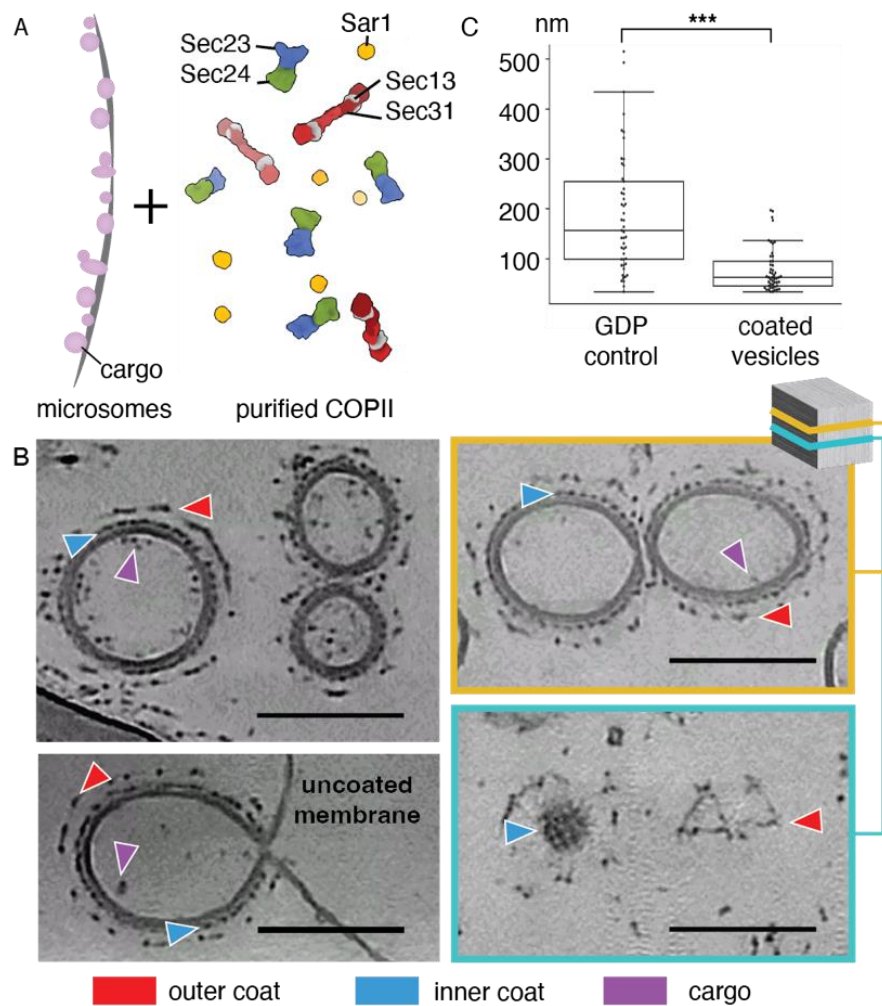 A
Sec23
Sec24
Sar1
Sec13
Sec31
+
cargo
microsomes
purified COPII
C
nm
***
500
400
300
200
100
GDP
control
coated
vesicles
B
uncoated
membrane
outer coat
inner coat
cargo